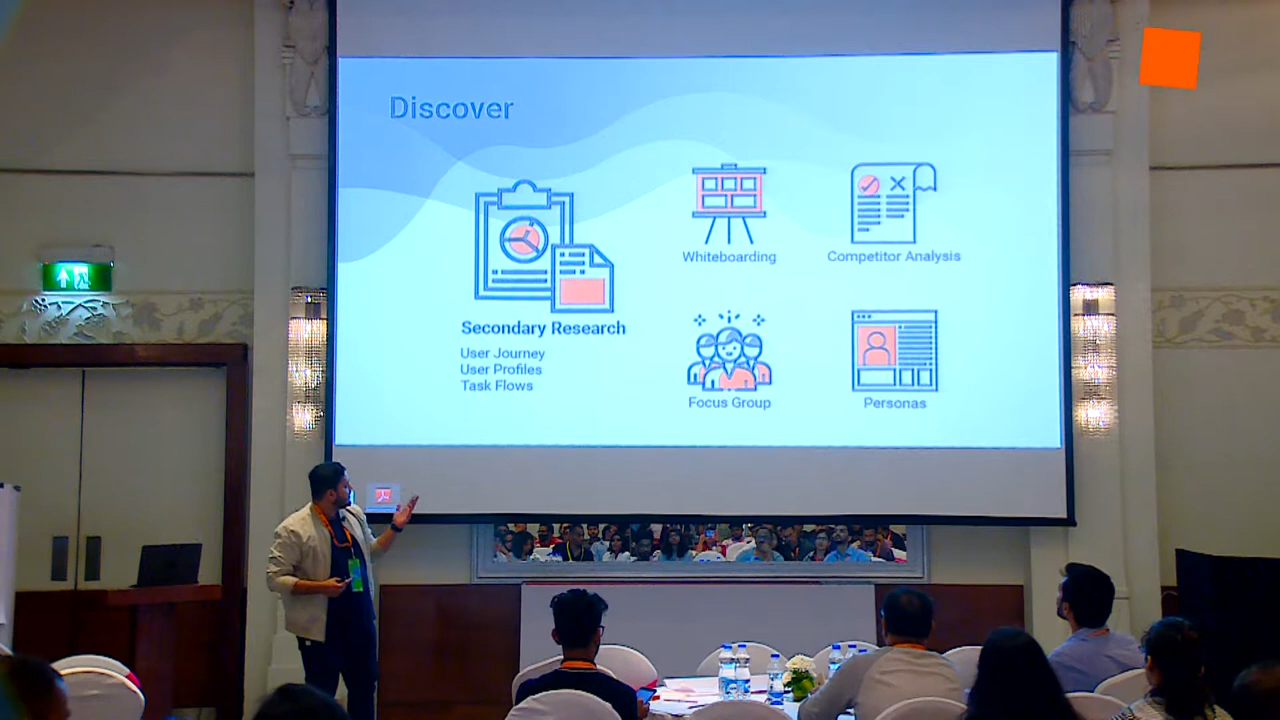 Discover
Secondary Research
User Journey
User Profiles
Task Flows
Whiteboarding
Competitor Analysis
Focus Group
Personas